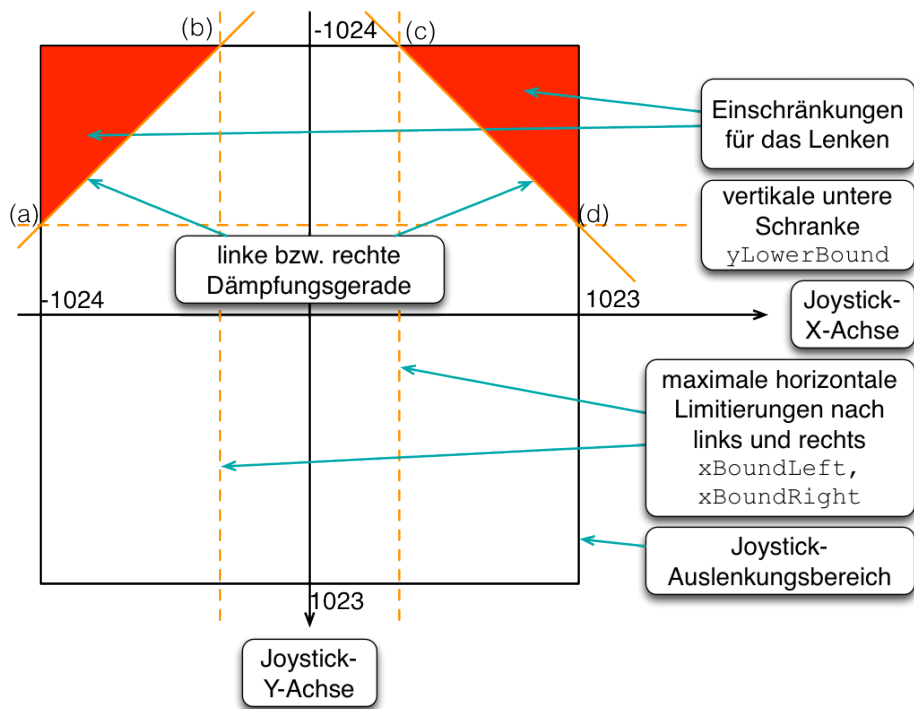 (b)
-1024
(c)
Einschränkungen
für das Lenken
(a)
(d)
vertikale untere
Schranke
yLowerBound
linke bzw. rechte
Dämpfungsgerade
-1024
1023
Joystick-
X-Achse
maximale horizontale
Limitierungen nach
links und rechts
xBoundLeft,
xBoundRight
Joystick-
Auslenkungsbereich
1023
Joystick-
Y-Achse